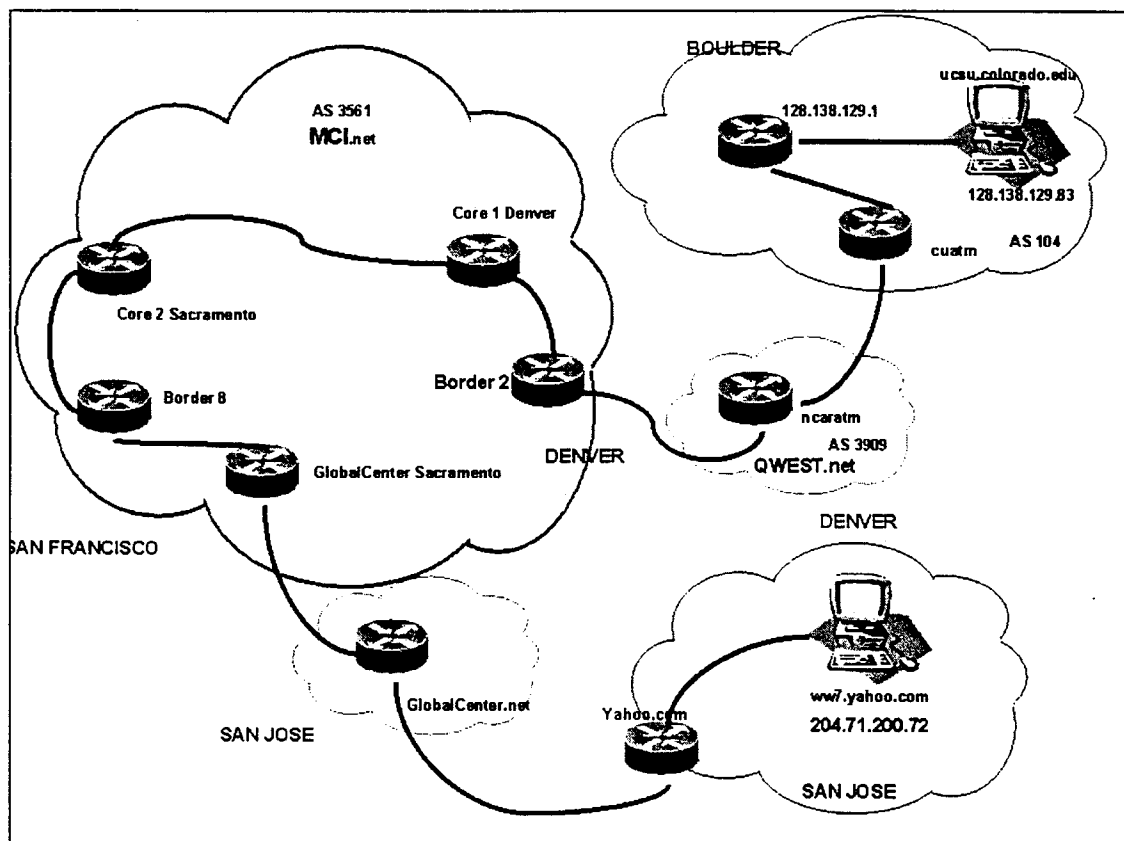 BOULDER
ucsu.colorado.edu
AS 3561
MCI.net
128.138.129.1
128.138.129.83
Core 1 Denver
cuatm
AS 104
Core 2 Sacramento
Border 8
Border 2
ncaratm
AS 3909
DENVER
QWEST.net
GlobalCenter Sacramento
DENVER
SAN FRANCISCO
ww7.yahoo.com
GlobalCenter.net
Yahoo.com
204.71.200.72
SAN JOSE
SAN JOSE